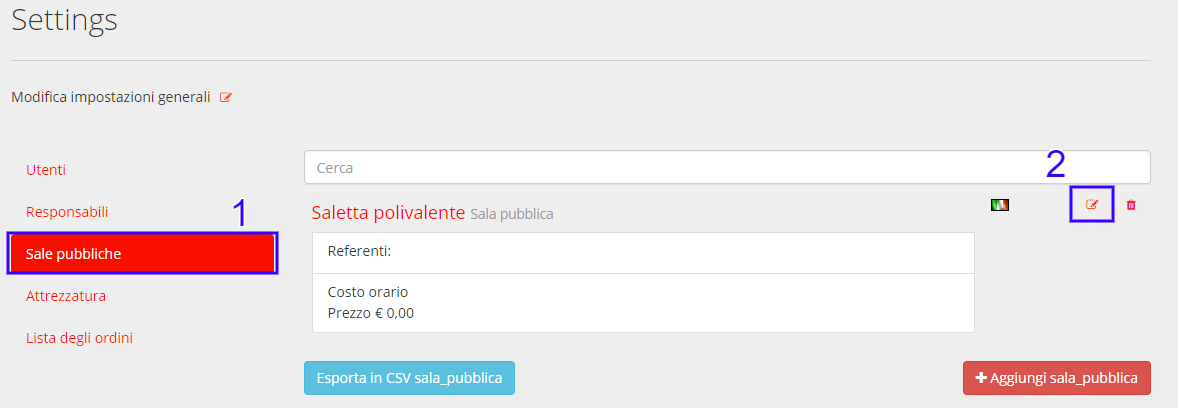 Settings
Modifica impostazioni generali
Utenti
Responsabili
1
Sale pubbliche
Attrezzatura
Lista degli ordini
Cerca
2
Saletta polivalente Sala pubblica
Referenti:
Costo orario
Prezzo € 0,00
Esporta in CSV sala_pubblica
Aggiungi sala_pubblica